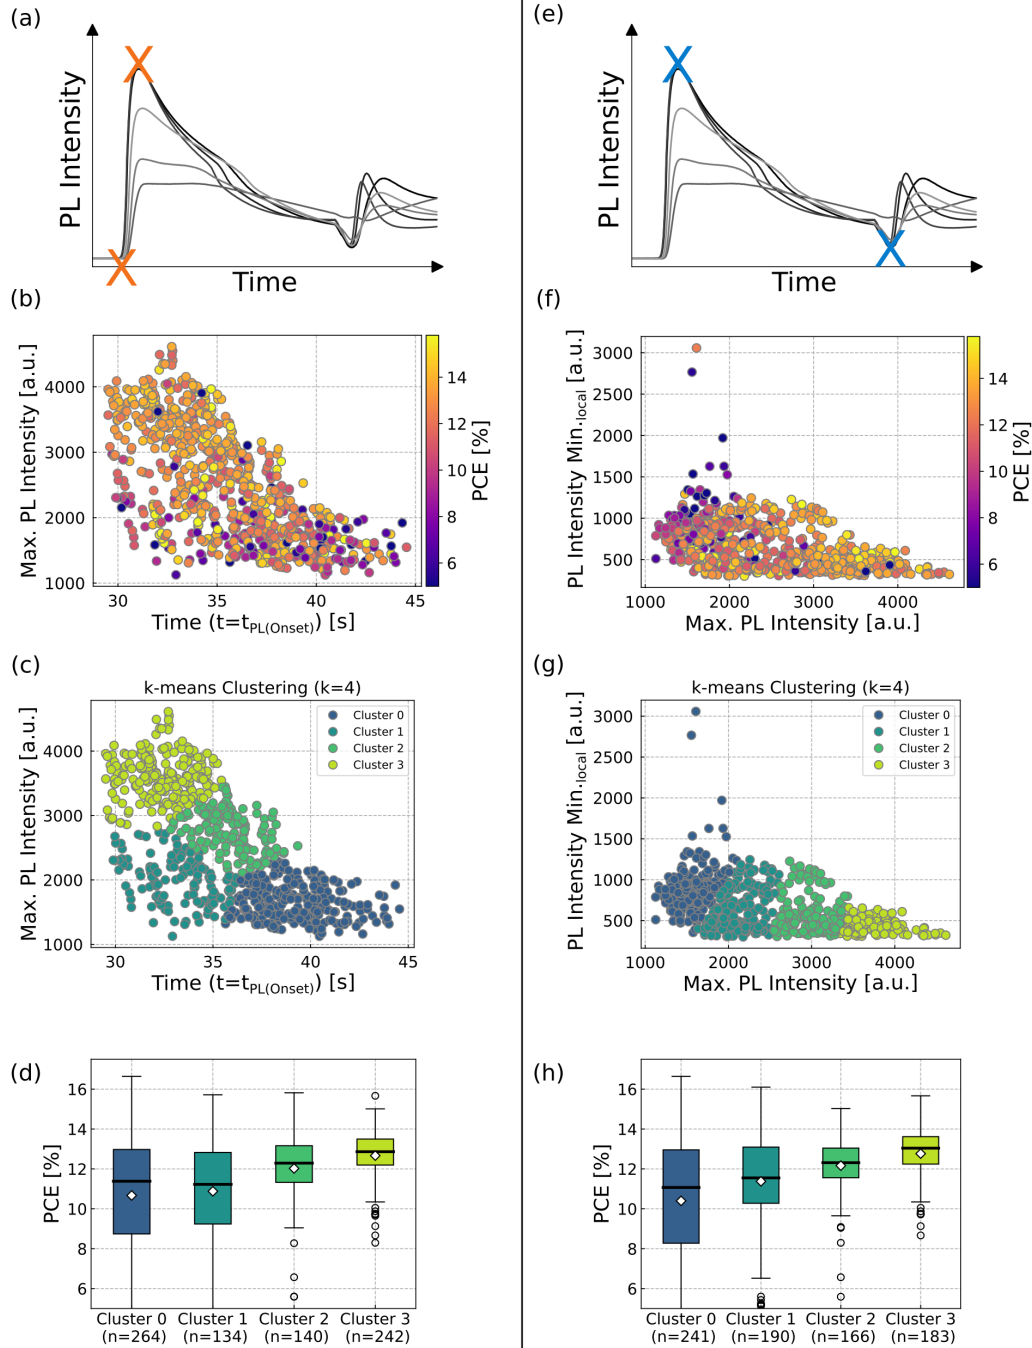 (a)
PL Intensity
Time
(b)
Max. PL Intensity [a.u.]
4000
3000
2000
1000
30 35 40 45
Time (t=tPL(Onset)) [s]
14
12
10
8
6
PCE [%]
(c)
k-means Clustering (k=4)
Max. PL Intensity [a.u.]
4000
3000
2000
1000
Cluster 0
Cluster 1
Cluster 2
Cluster 3
30 35 40 45
Time (t=tPL(Onset)) [s]
(d)
PCE [%]
16
14
12
10
8
6
Cluster 0 Cluster 1 Cluster 2 Cluster 3
(n=264) (n=134) (n=140) (n=242)
(e)
PL Intensity
Time
(f)
PL Intensity Min.local [a.u.]
3000
2500
2000
1500
1000
500
1000 2000 3000 4000
Max. PL Intensity [a.u.]
14
12
10
8
6
PCE [%]
(g)
k-means Clustering (k=4)
PL Intensity Min.local [a.u.]
3000
2500
2000
1500
1000
500
Cluster 0
Cluster 1
Cluster 2
Cluster 3
1000 2000 3000 4000
Max. PL Intensity [a.u.]
(h)
PCE [%]
16
14
12
10
8
6
Cluster 0 Cluster 1 Cluster 2 Cluster 3
(n=241) (n=190) (n=166) (n=183)